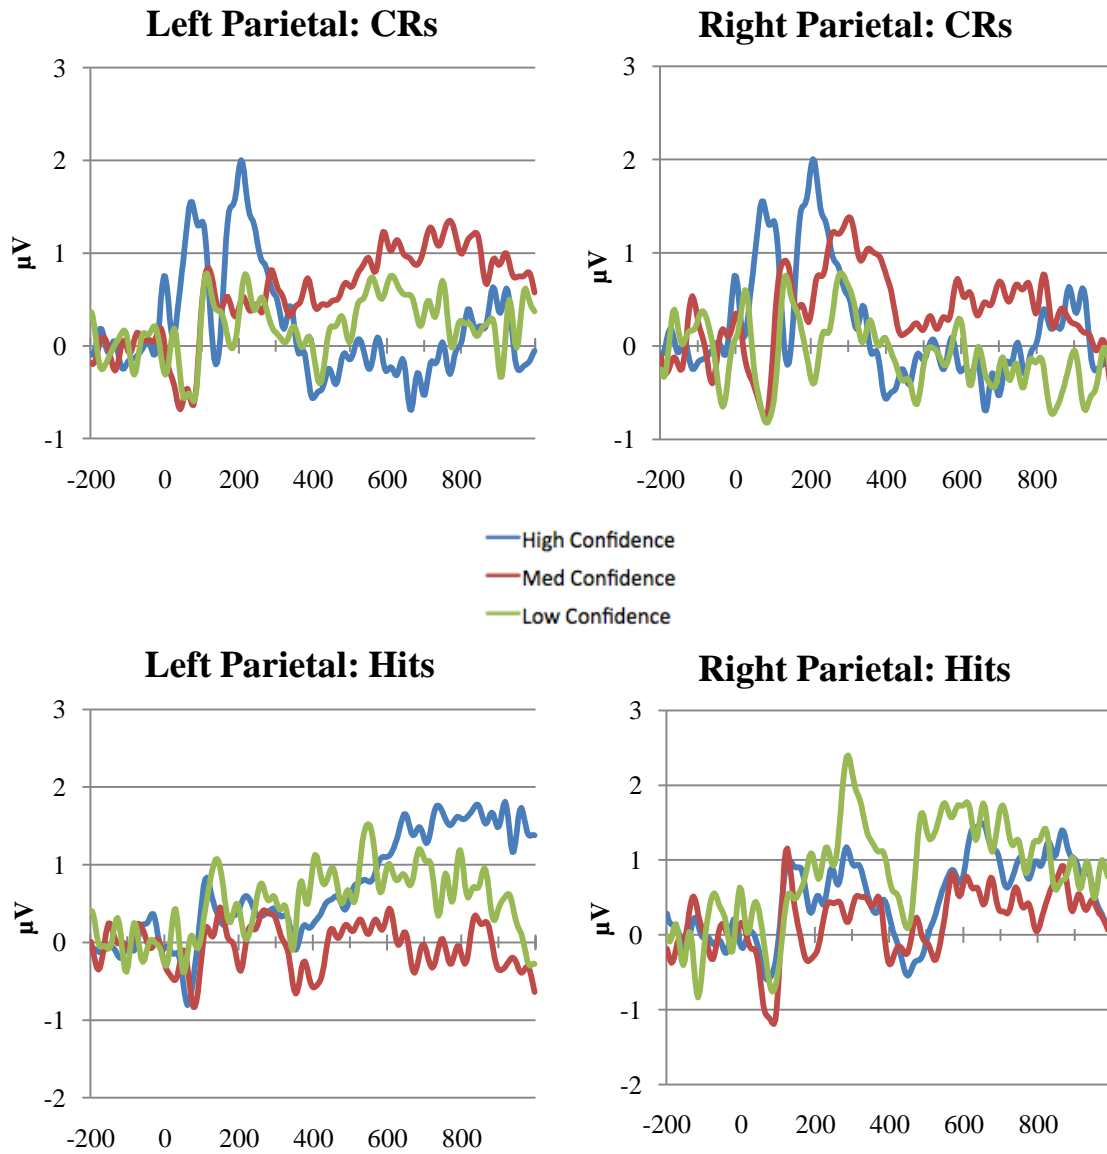 Left Parietal: CRs
3
2
1
0
-1
µV
-200 0 200 400 600 800
Right Parietal: CRs
3
2
1
0
-1
µV
-200 0 200 400 600 800
High Confidence
Med Confidence
Low Confidence
Left Parietal: Hits
3
2
1
0
-1
-2
µV
-200 0 200 400 600 800
Right Parietal: Hits
3
2
1
0
-1
-2
µV
-200 0 200 400 600 800